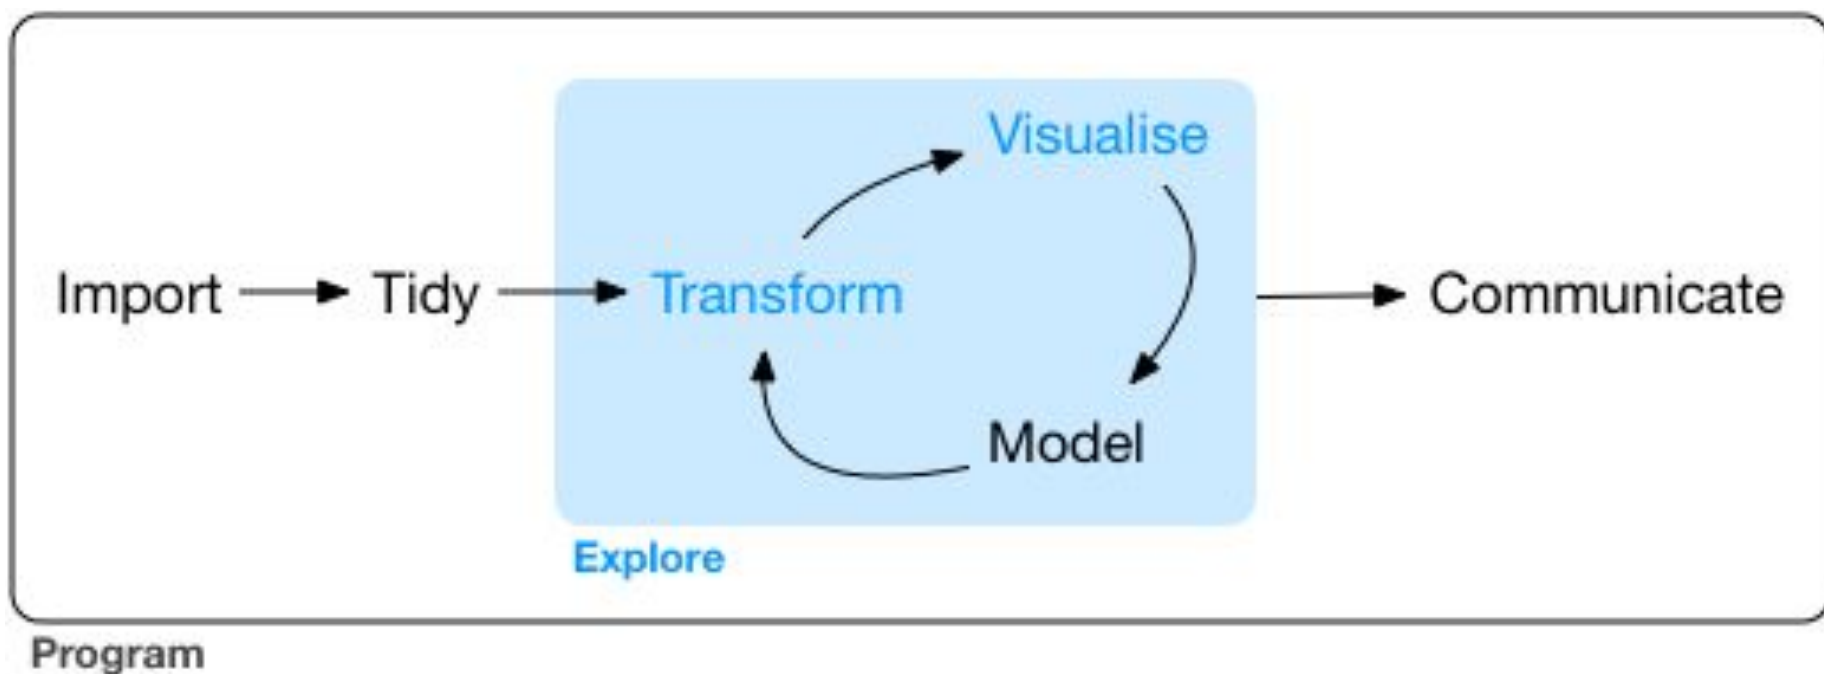 Visualise
Import
Tidy
Transform
Communicate
Model
Explore
Program